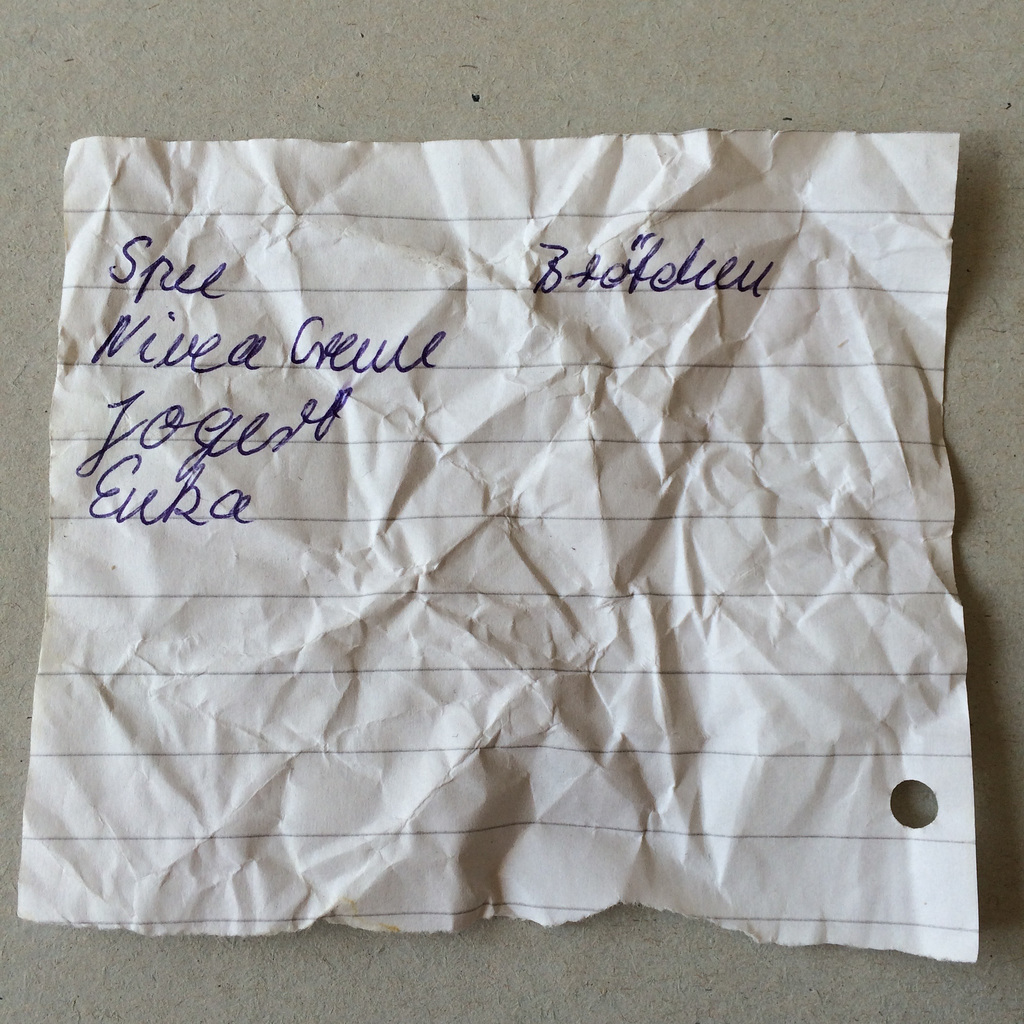 Spee
Nivea Creme
Jogert
Euka
Brötchen